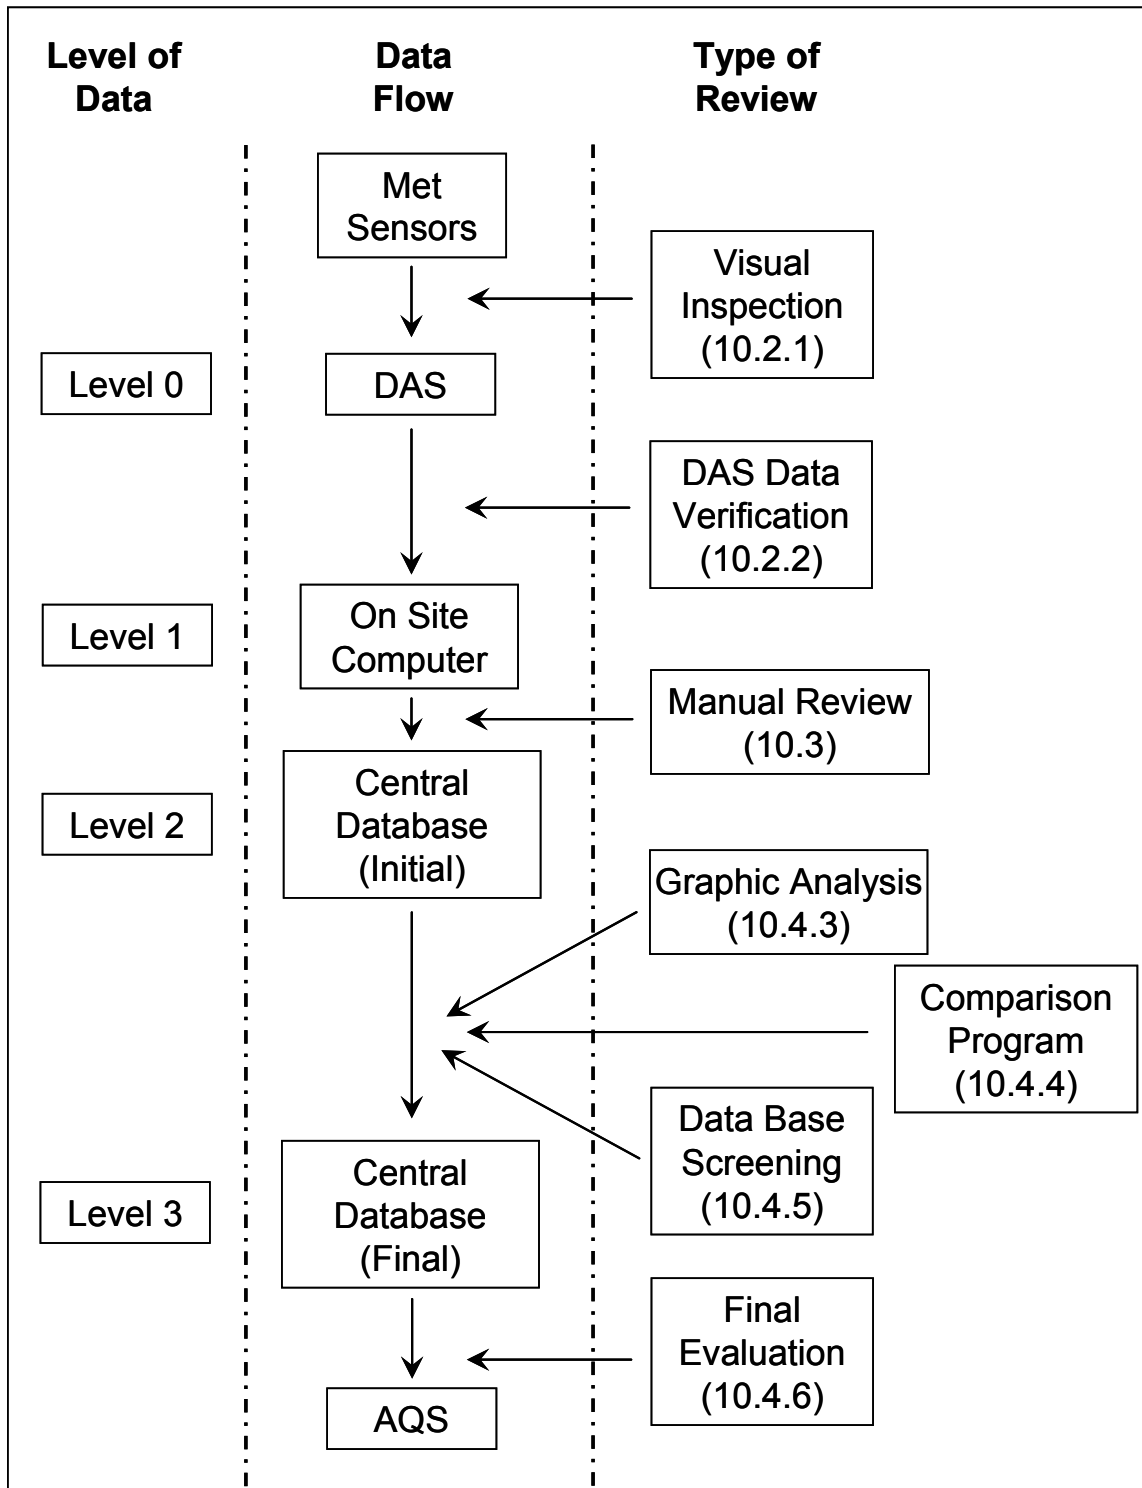 Level of
Data
Data
Flow
Type of
Review
Met
Sensors
Visual
Inspection
(10.2.1)
Level 0
DAS
DAS Data
Verification
(10.2.2)
Level 1
On Site
Computer
Manual Review
(10.3)
Level 2
Central
Database
(Initial)
Graphic Analysis
(10.4.3)
Comparison
Program
(10.4.4)
Data Base
Screening
(10.4.5)
Level 3
Central
Database
(Final)
Final
Evaluation
(10.4.6)
AQS